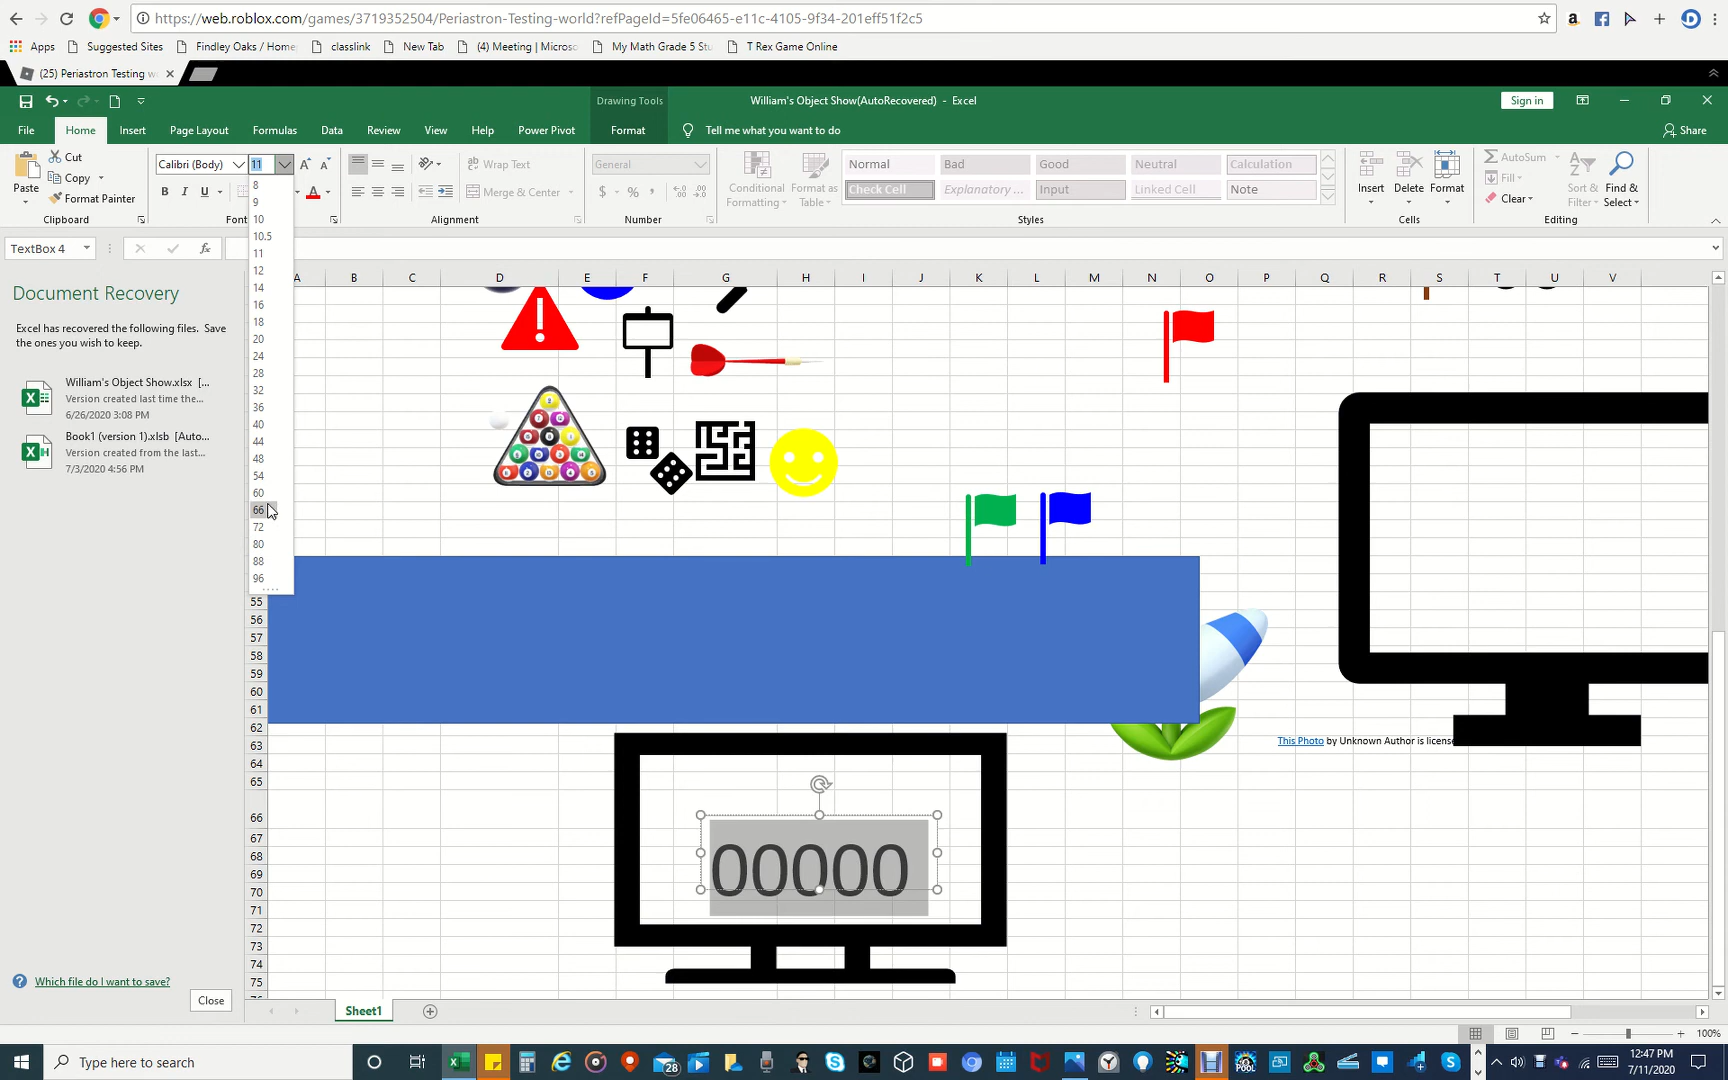 https://web.roblox.com/games/3719352504/Periastron-Testing-world?refPageId=5fe06465-e11c-4105-9f34-201eff51f2c5
Apps Suggested Sites Findley Oaks / Home classlink New Tab (4) Meeting | Micros My Math Grade 5 Stu T Rex Game Online
(25) Periastron Testing w
Drawing Tools William's Object Show(AutoRecovered) - Excel Sign in
File Home Insert Page Layout Formulas Data Review View Help Power Pivot Format Tell me what you want to do Share
Paste Cut Copy Format Painter
Calibri (Body) 11
B I U A
Wrap Text Merge & Center
General
$ % ,
Conditional Formatting Format as Table
Normal Bad Good Neutral Calculation
Check Cell Explanatory ... Input Linked Cell Note
Insert Delete Format
AutoSum Fill Clear Sort & Filter Find & Select
Clipboard Font Alignment Number Styles Cells Editing
TextBox 4 fx
8
9
10
10.5
11
12
14
16
18
20
24
28
32
36
40
44
48
54
60
66
72
80
88
96
A B C D E F G H I J K L M N O P Q R S T U V
Document Recovery
Excel has recovered the following files. Save
the ones you wish to keep.
William's Object Show.xlsx [...
Version created last time the...
6/26/2020 3:08 PM
Book1 (version 1).xlsb [Auto...
Version created from the last...
7/3/2020 4:56 PM
55
56
57
58
59
60
61
62
63
64
65
66
67
68
69
70
71
72
73
74
75
This Photo by Unknown Author is license
00000
Which file do I want to save?
Close
Sheet1
100%
Type here to search
28
12:47 PM
7/11/2020